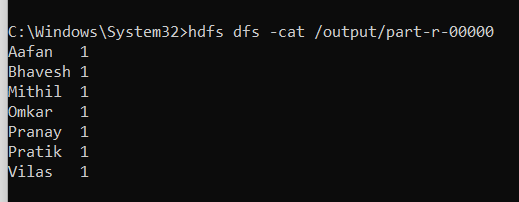 C:\Windows\System32>hdfs dfs -cat /output/part-r-00000
Aafan 1
Bhavesh 1
Mithil 1
Omkar 1
Pranay 1
Pratik 1
Vilas 1